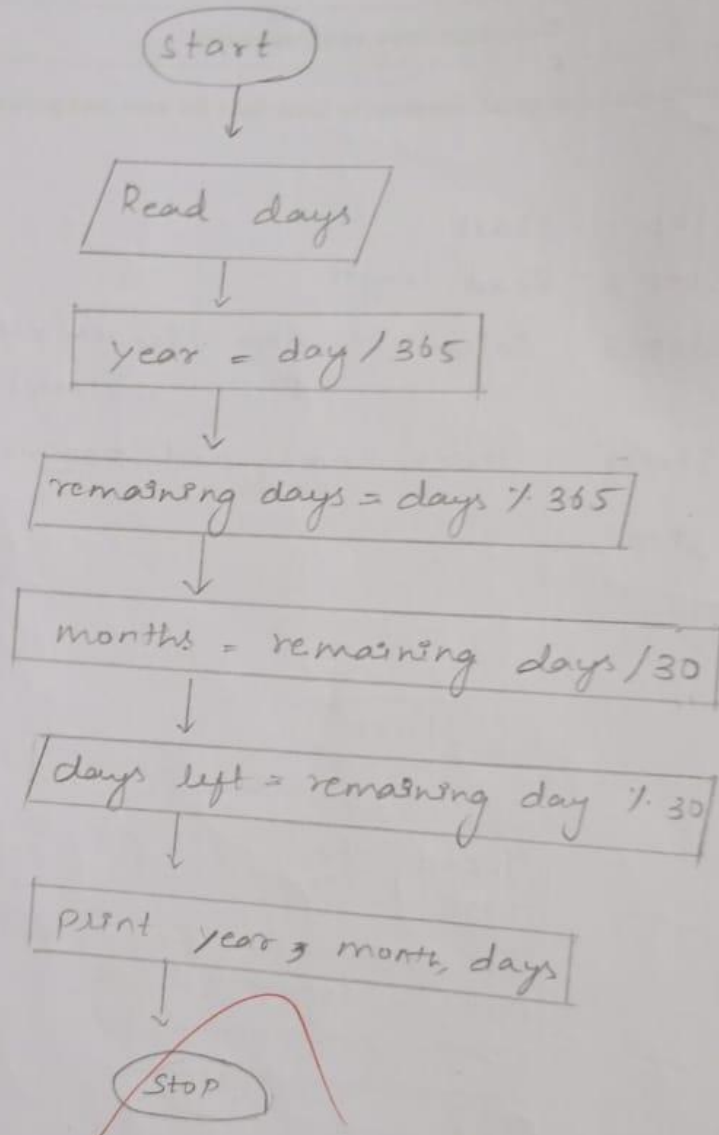 start
Read days
year = day / 365
remaining days = days % 365
months = remaining days / 30
days left = remaining day % 30
print year, month, days
Stop